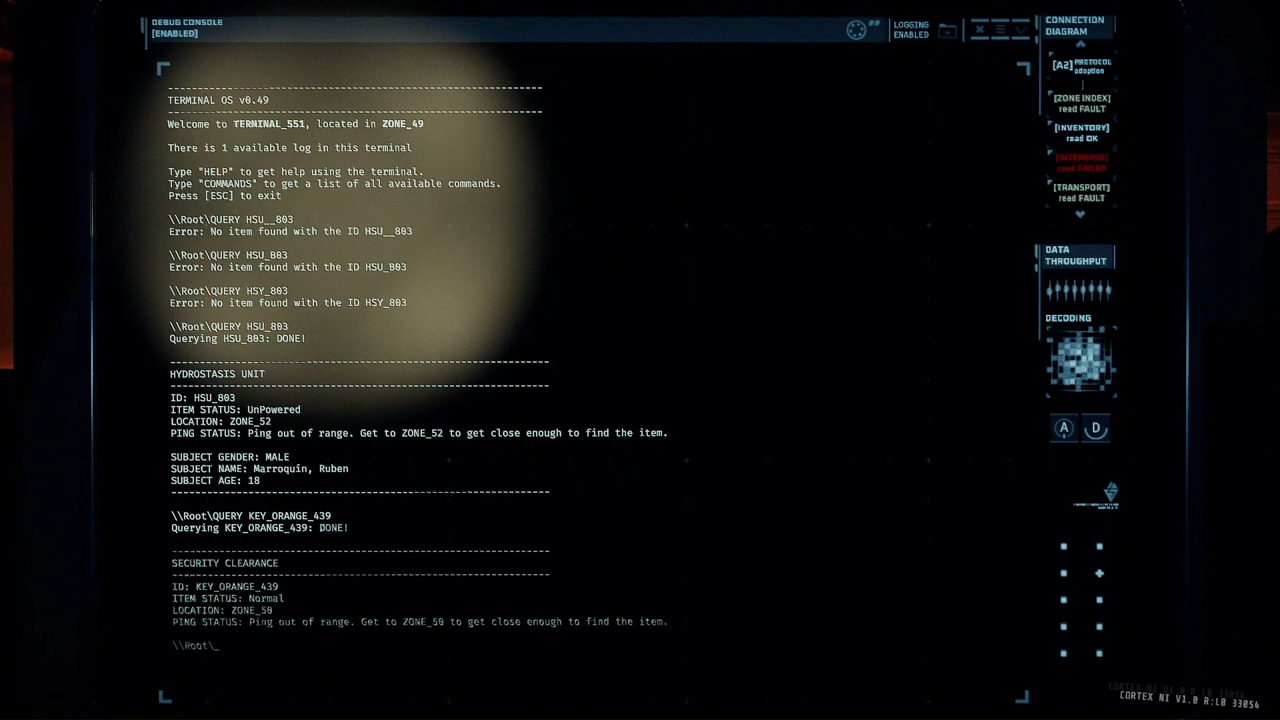 DEBUG CONSOLE
[ENABLED]
LOGGING
ENABLED
CONNECTION
DIAGRAM
[A2] PROTOCOL
adoption
[ZONE INDEX]
read FAULT
[INVENTORY]
read OK
[INTERBASE]
read FAILED
[TRANSPORT]
read FAULT
DATA
THROUGHPUT
DECODING
A D
---------------------------------------------------------------
TERMINAL OS v0.49
---------------------------------------------------------------
Welcome to TERMINAL_551, located in ZONE_49
There is 1 available log in this terminal
Type "HELP" to get help using the terminal.
Type "COMMANDS" to get a list of all available commands.
Press [ESC] to exit
\\Root\QUERY HSU__803
Error: No item found with the ID HSU__803
\\Root\QUERY HSU_B03
Error: No item found with the ID HSU_B03
\\Root\QUERY HSY_803
Error: No item found with the ID HSY_803
\\Root\QUERY HSU_803
Querying HSU_803: DONE!
---------------------------------------------------------------
HYDROSTASIS UNIT
---------------------------------------------------------------
ID: HSU_803
ITEM STATUS: UnPowered
LOCATION: ZONE_52
PING STATUS: Ping out of range. Get to ZONE_52 to get close enough to find the item.
SUBJECT GENDER: MALE
SUBJECT NAME: Marroquín, Ruben
SUBJECT AGE: 18
---------------------------------------------------------------
\\Root\QUERY KEY_ORANGE_439
Querying KEY_ORANGE_439: DONE!
---------------------------------------------------------------
SECURITY CLEARANCE
---------------------------------------------------------------
ID: KEY_ORANGE_439
ITEM STATUS: Normal
LOCATION: ZONE_50
PING STATUS: Ping out of range. Get to ZONE_50 to get close enough to find the item.
\\Root\_
CORTEX NI V1.0 R:L0 33054